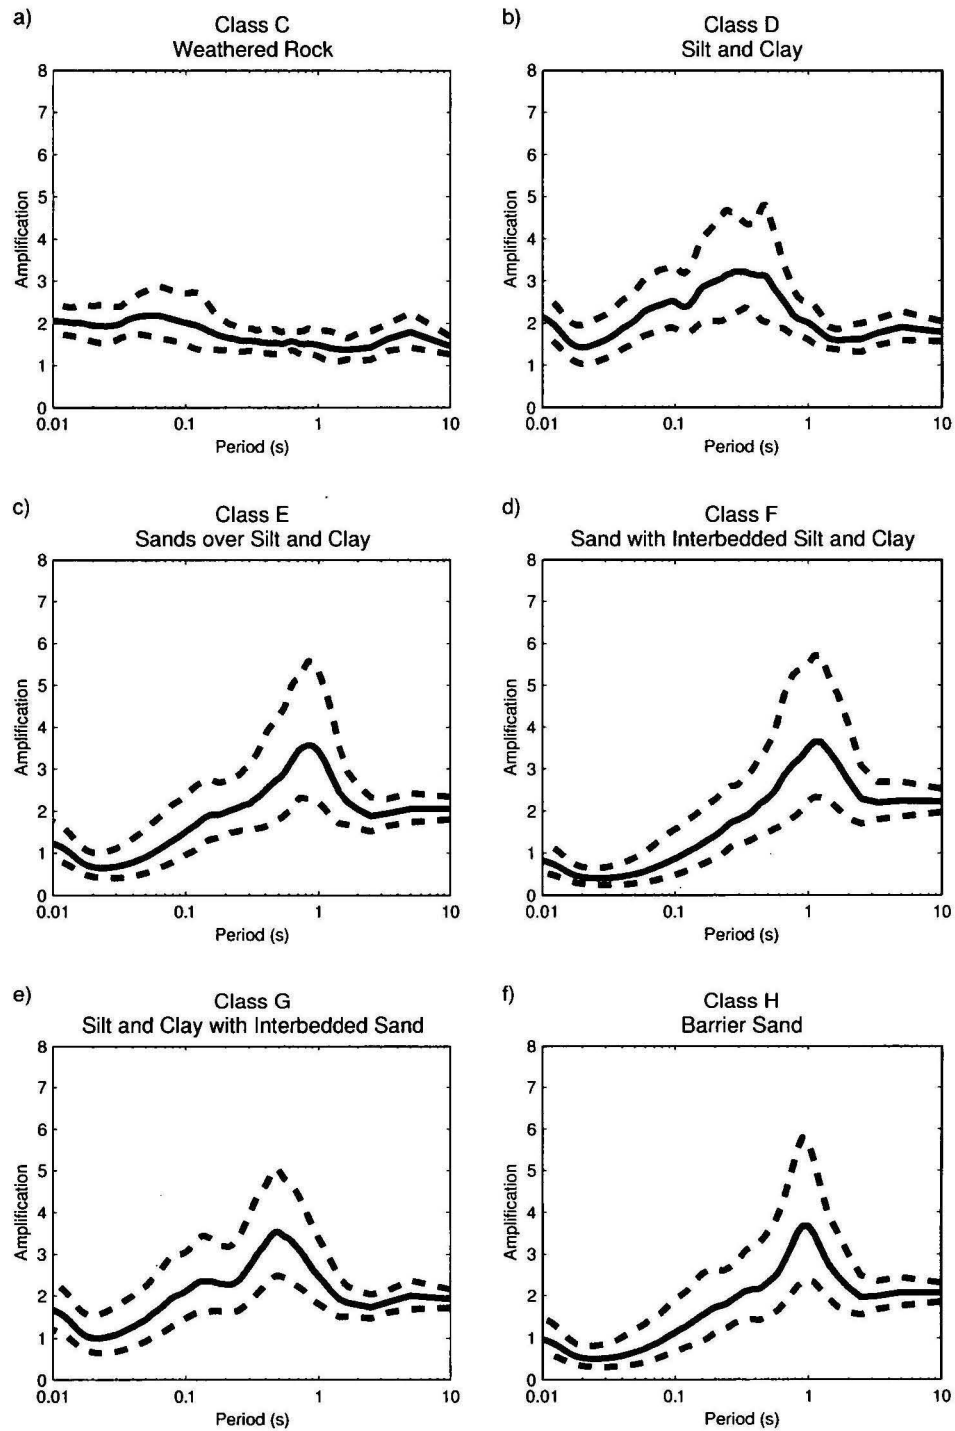 a)
Class C
Weathered Rock
8
7
6
5
4
3
2
1
0
Amplification
0.01 0.1 1 10
Period (s)
b)
Class D
Silt and Clay
8
7
6
5
4
3
2
1
0
Amplification
0.01 0.1 1 10
Period (s)
c)
Class E
Sands over Silt and Clay
8
7
6
5
4
3
2
1
0
Amplification
0.01 0.1 1 10
Period (s)
d)
Class F
Sand with Interbedded Silt and Clay
8
7
6
5
4
3
2
1
0
Amplification
0.01 0.1 1 10
Period (s)
e)
Class G
Silt and Clay with Interbedded Sand
8
7
6
5
4
3
2
1
0
Amplification
0.01 0.1 1 10
Period (s)
f)
Class H
Barrier Sand
8
7
6
5
4
3
2
1
0
Amplification
0.01 0.1 1 10
Period (s)